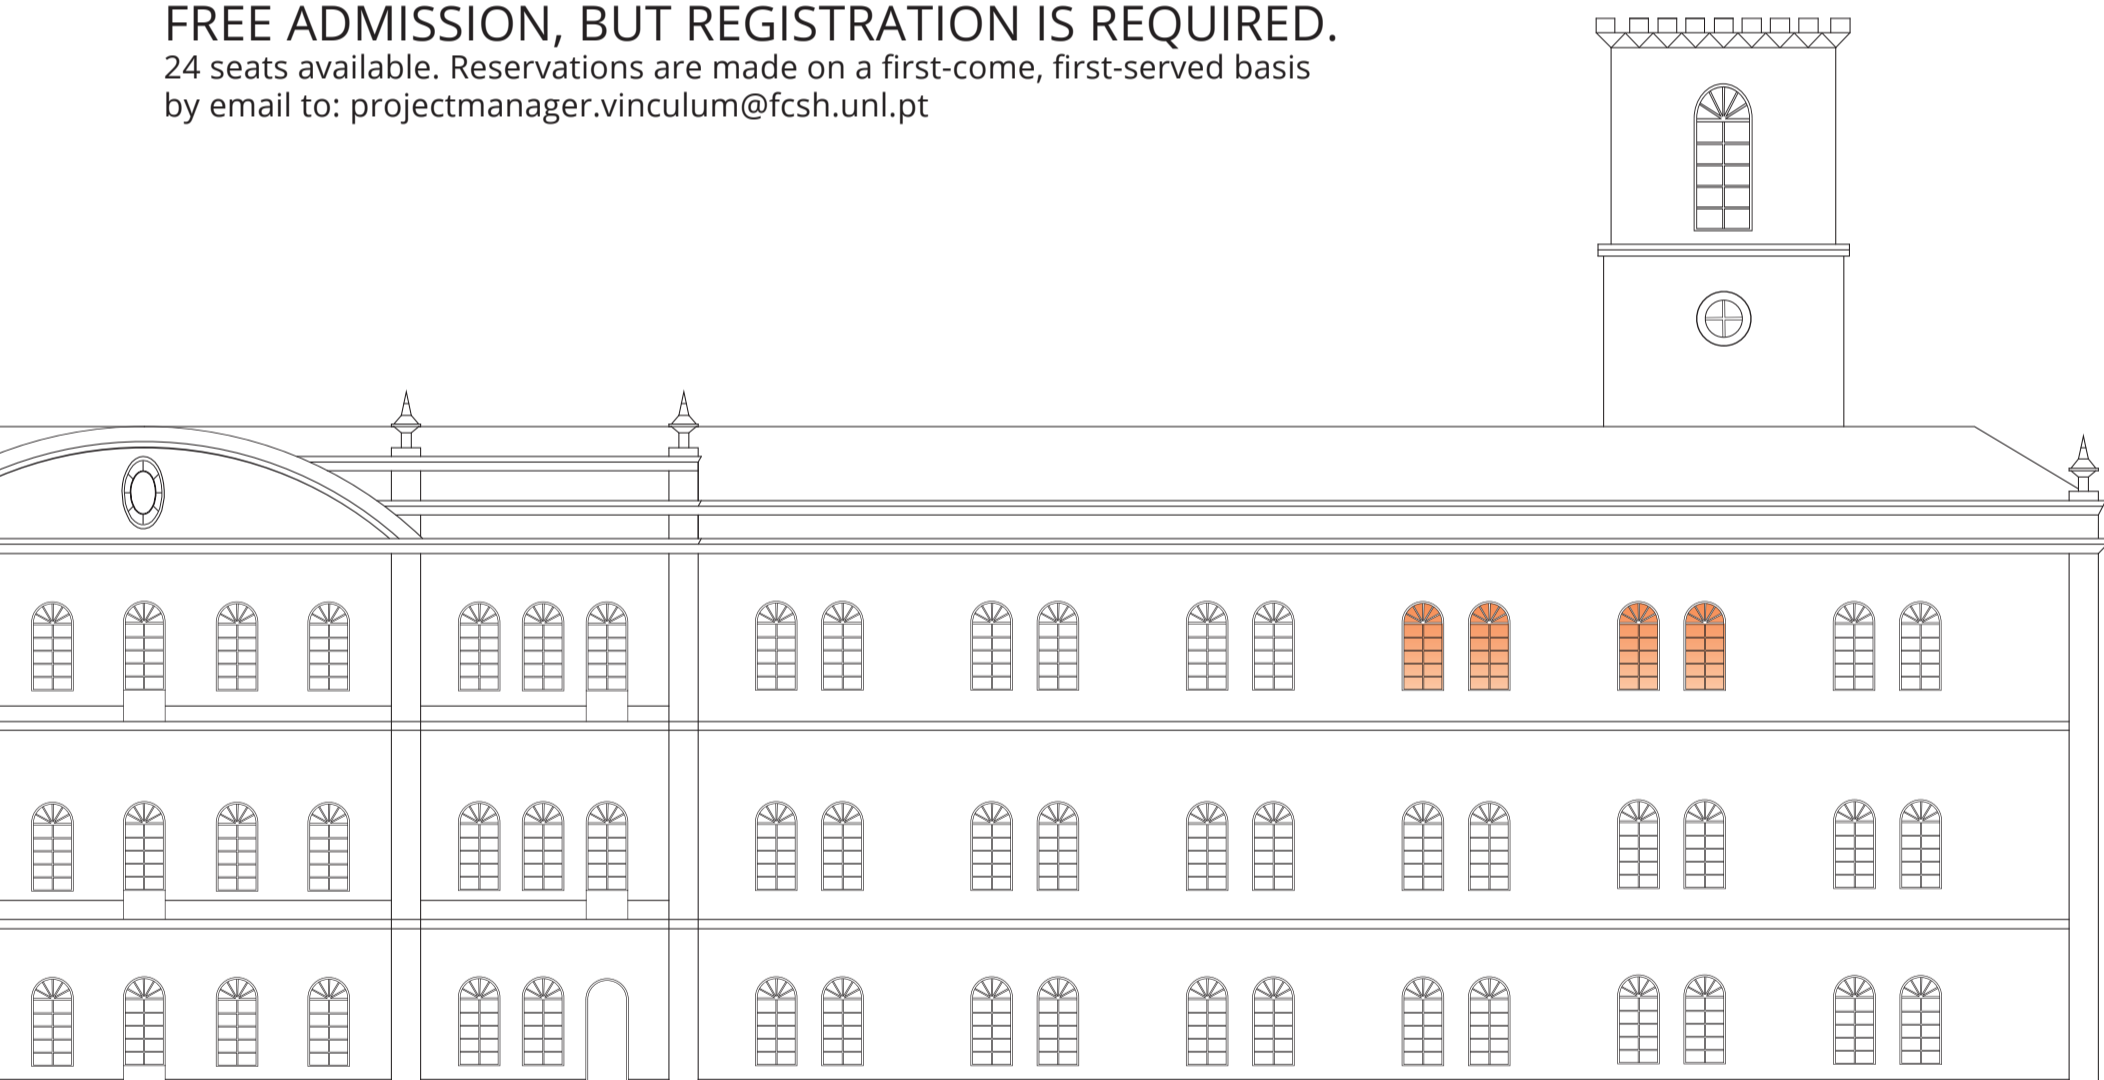 FREE ADMISSION, BUT REGISTRATION IS REQUIRED.
24 seats available. Reservations are made on a first-come, first-served basis
by email to: projectmanager.vinculum@fcsh.unl.pt